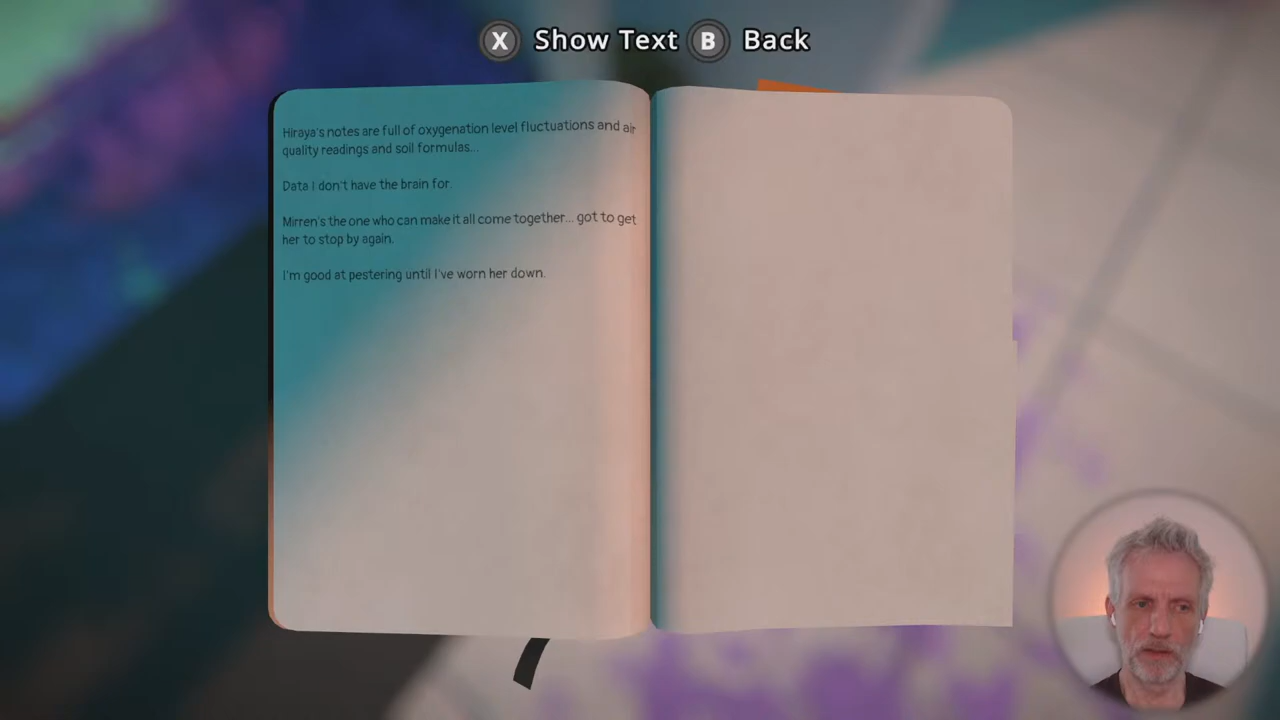 X Show Text B Back
Hiraya's notes are full of oxygenation level fluctuations and air
quality readings and soil formulas...
Data I don't have the brain for.
Mirren's the one who can make it all come together... got to get
her to stop by again.
I'm good at pestering until I've worn her down.